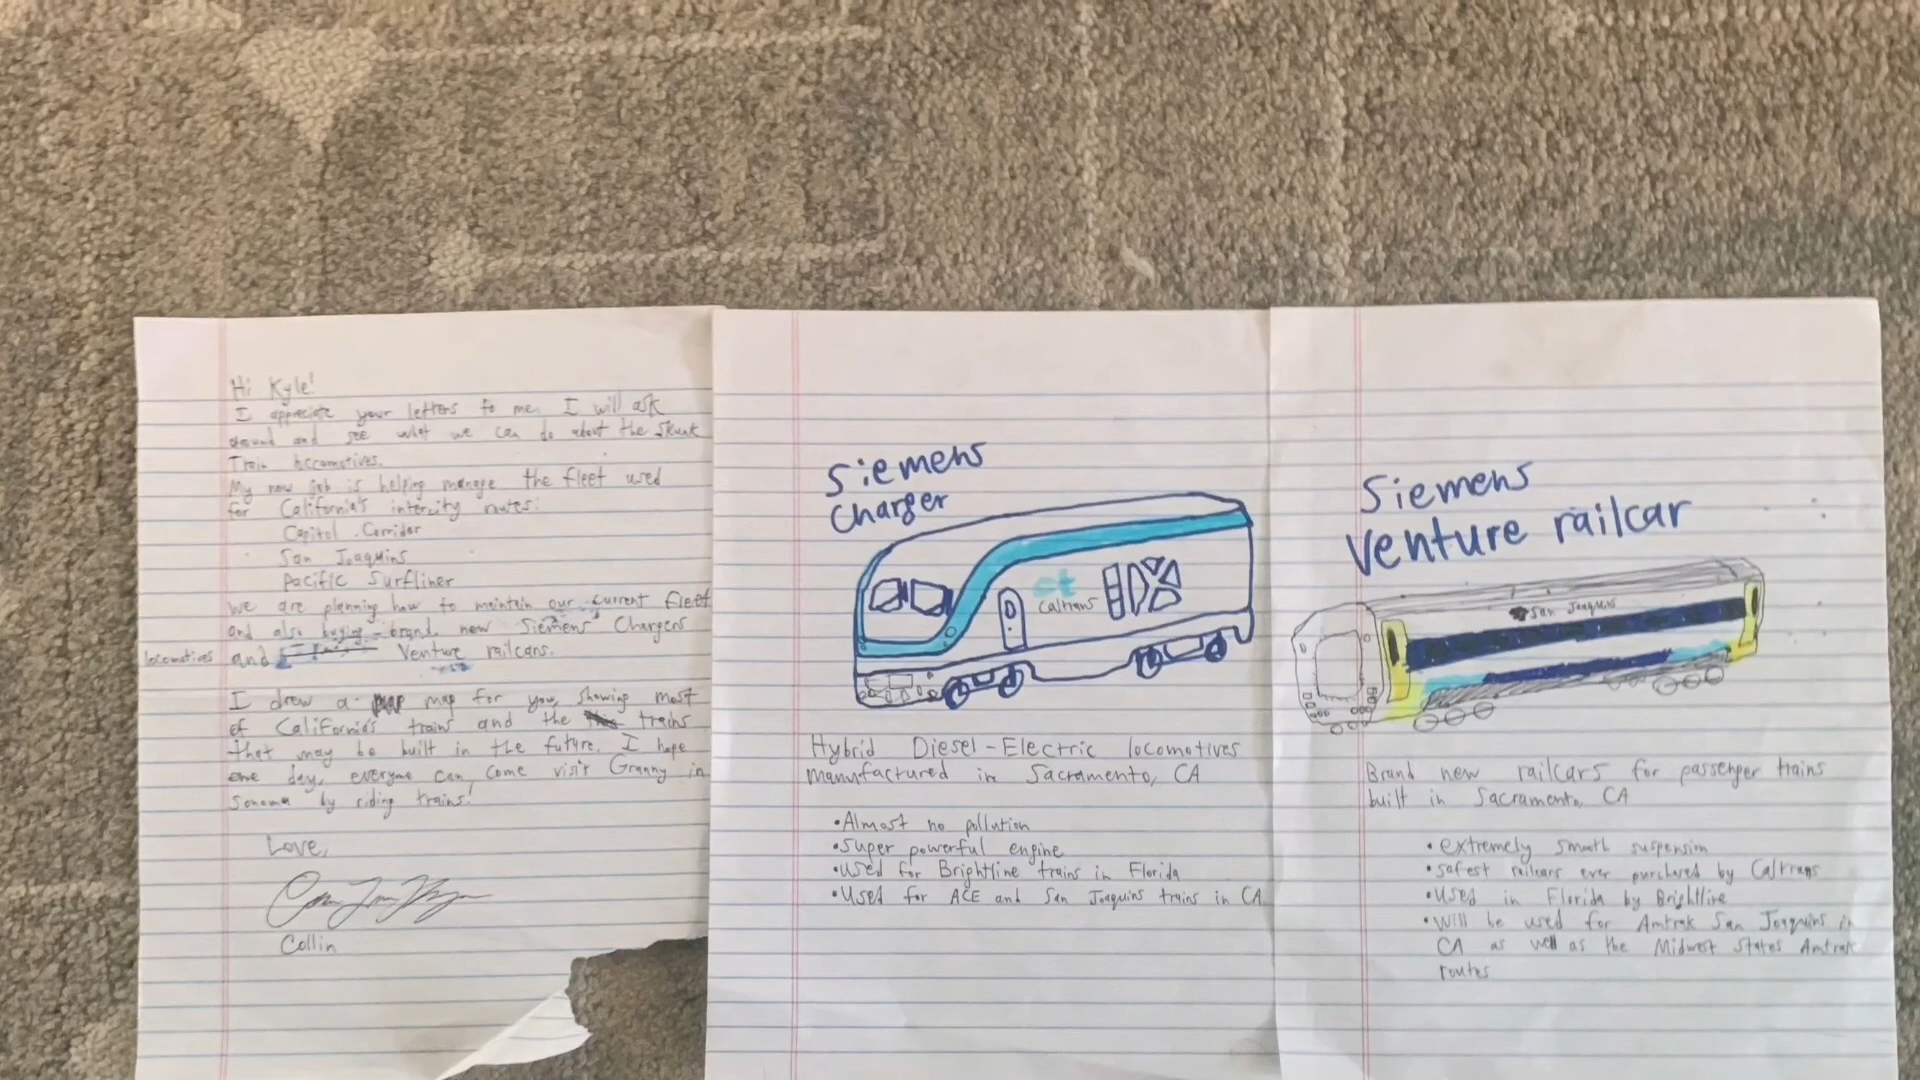 Hi Kyle!
I appreciate your letters to me. I will ask
around and see what we can do about the Skunk
Train locomotives.
My new job is helping manage the fleet used
for California's intercity routes:
Capitol Corridor
San Joaquins
Pacific Surfliner
We are planning how to maintain our current fleet
and also buying brand new Siemens Chargers
locomotives and Venture railcars.
I drew a map for you, showing most
of California's trains and the trains
that may be built in the future. I hope
one day, everyone can come visit Granny in
Sonoma by riding trains!
Love,
Collin
Siemens
Charger
ct
Caltrans
Hybrid Diesel-Electric locomotives
manufactured in Sacramento, CA
•Almost no pollution
•Super powerful engine
•Used for Brightline trains in Florida
•Used for ACE and San Joaquins trains in CA
Siemens
Venture railcar
San Joaquins
Brand new railcars for passenger trains
built in Sacramento, CA
•extremely smooth suspension
•safest railcars ever purchased by Caltrans
•Used in Florida by Brightline
•Will be used for Amtrak San Joaquins in
CA as well as the Midwest States Amtrak
routes